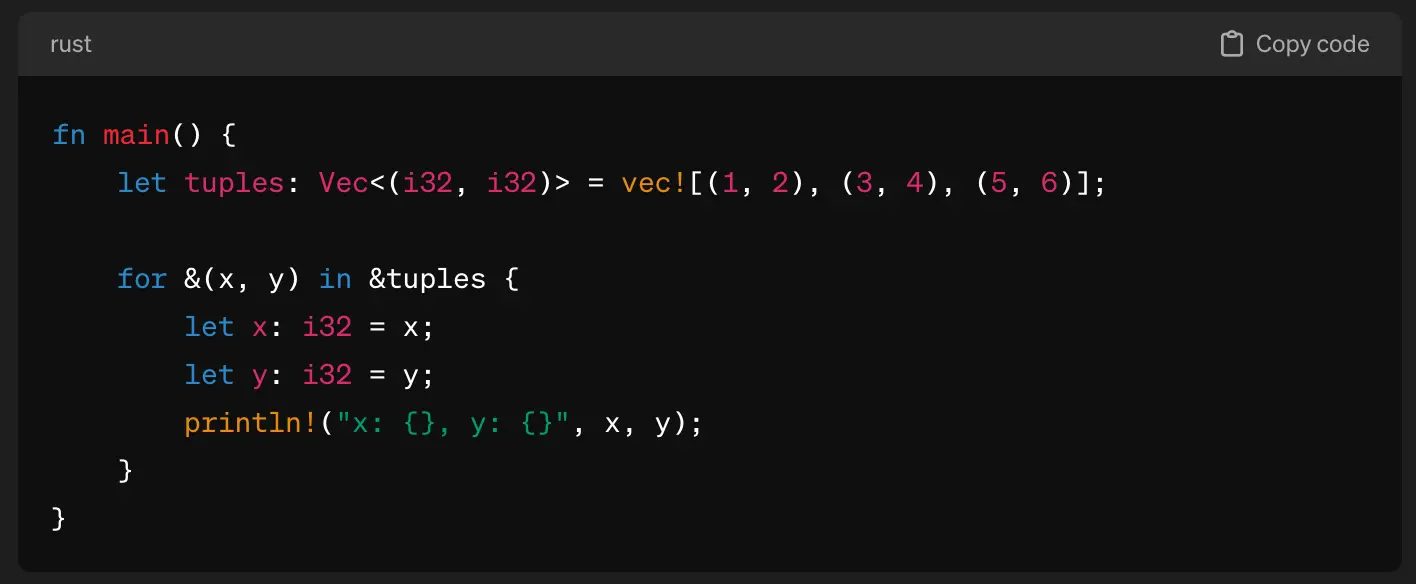 rust
Copy code
fn main() {
    let tuples: Vec<(i32, i32)> = vec![(1, 2), (3, 4), (5, 6)];
    for &(x, y) in &tuples {
        let x: i32 = x;
        let y: i32 = y;
        println!("x: {}, y: {}", x, y);
    }
}